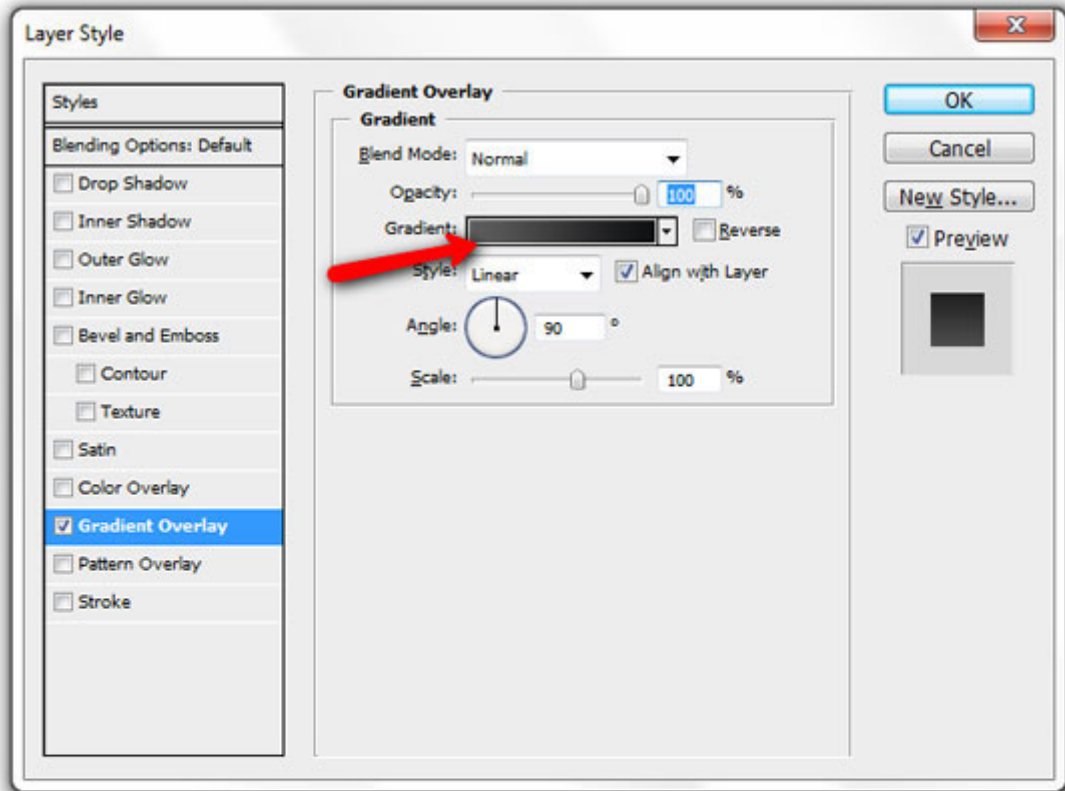 Layer Style
Styles
Blending Options: Default
Drop Shadow
Inner Shadow
Outer Glow
Inner Glow
Bevel and Emboss
Contour
Texture
Satin
Color Overlay
Gradient Overlay
Pattern Overlay
Stroke
Gradient Overlay
Gradient
Blend Mode: Normal
Opacity: 100 %
Gradient: Reverse
Style: Linear Align with Layer
Angle: 90 °
Scale: 100 %
OK
Cancel
New Style...
Preview